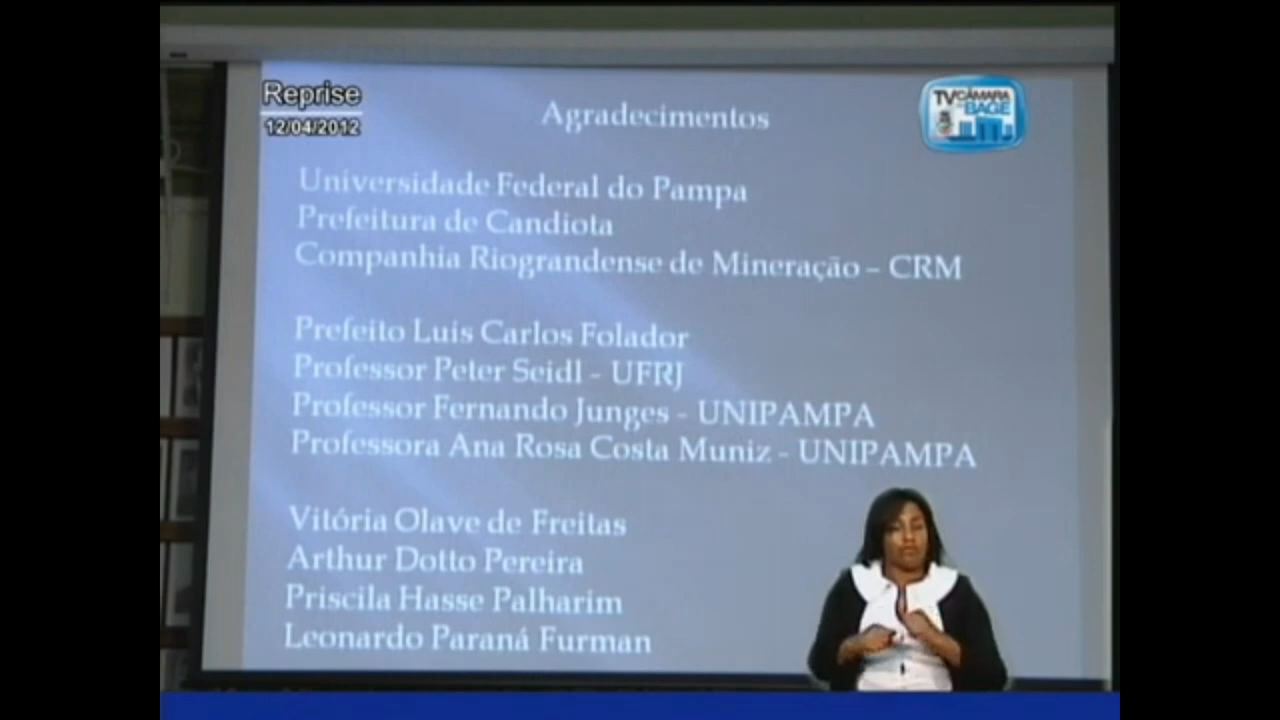 Reprise
12/04/2012
TV CÂMARA
BAGÉ
Agradecimentos
Universidade Federal do Pampa
Prefeitura de Candiota
Companhia Riograndense de Mineração – CRM
Prefeito Luis Carlos Folador
Professor Peter Seidl - UFRJ
Professor Fernando Junges - UNIPAMPA
Professora Ana Rosa Costa Muniz - UNIPAMPA
Vitória Olave de Freitas
Arthur Dotto Pereira
Priscila Hasse Palharim
Leonardo Paraná Furman